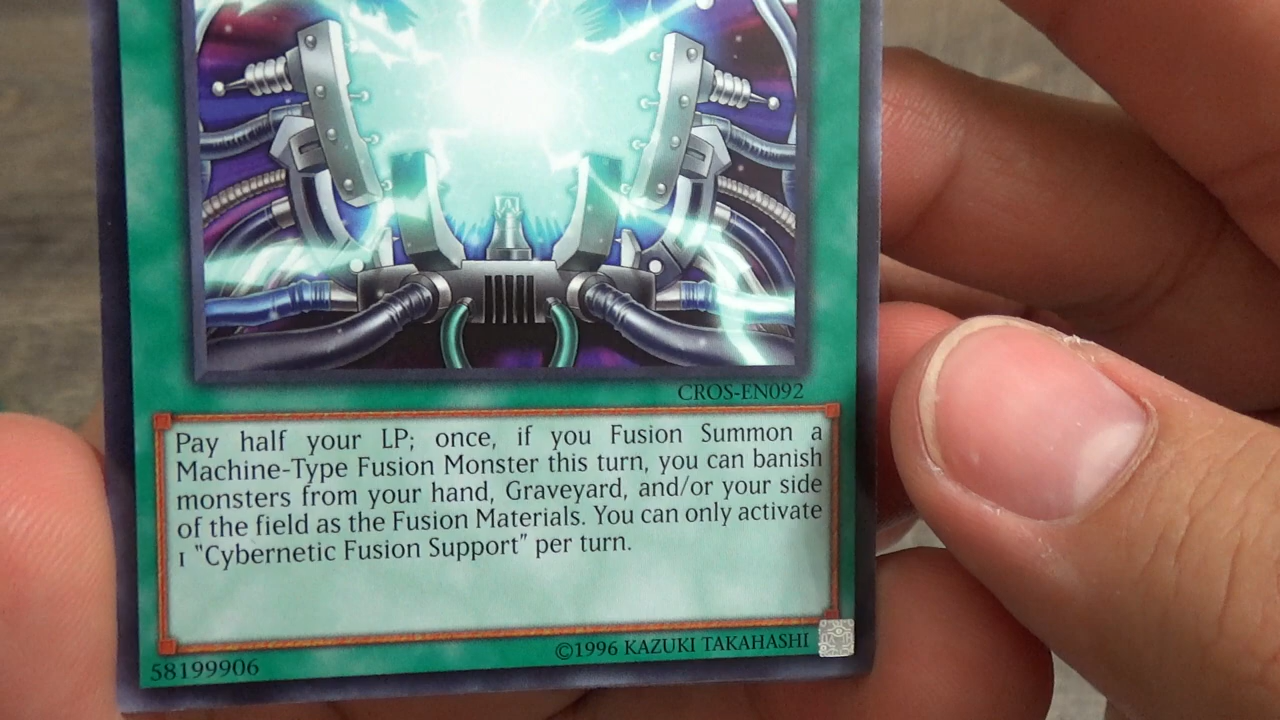 CROS-EN092
Pay half your LP; once, if you Fusion Summon a
Machine-Type Fusion Monster this turn, you can banish
monsters from your hand, Graveyard, and/or your side
of the field as the Fusion Materials. You can only activate
1 "Cybernetic Fusion Support" per turn.
58199906
©1996 KAZUKI TAKAHASHI